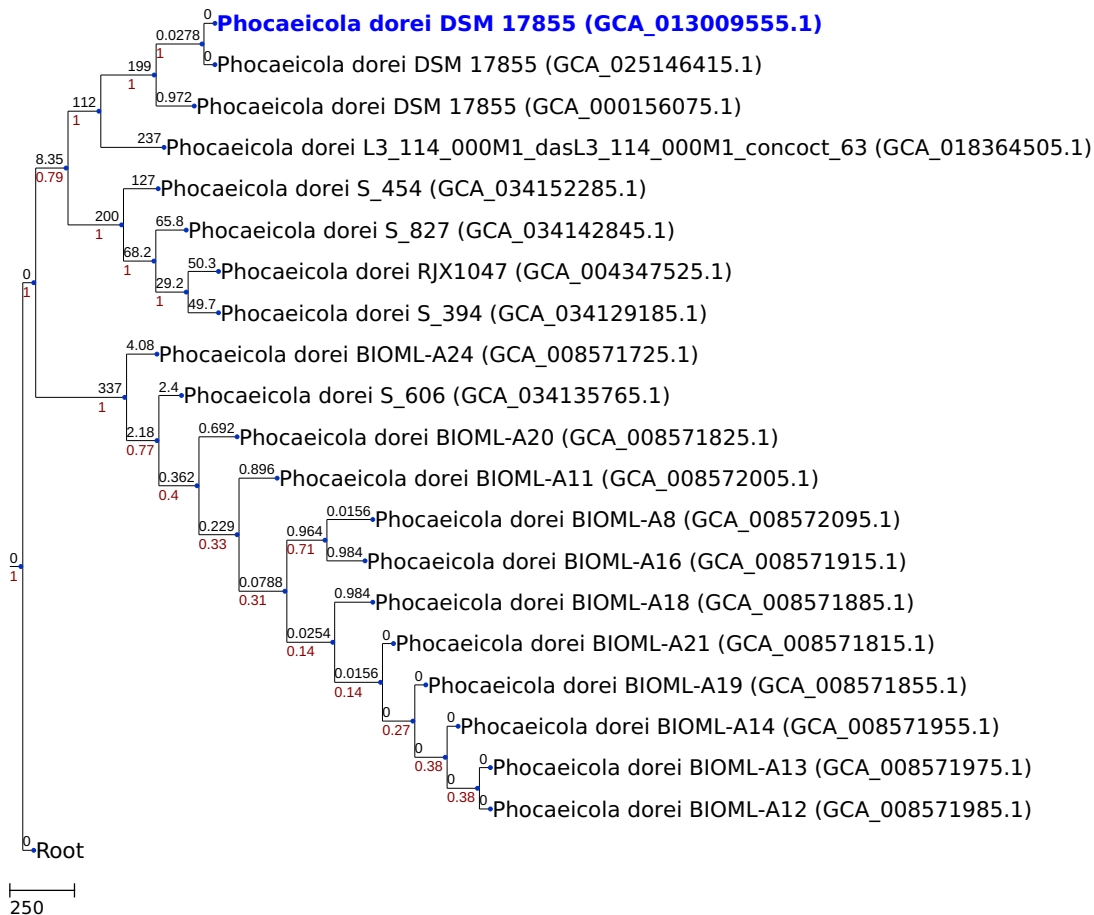 0
Phocaeicola dorei DSM 17855 (GCA_013009555.1)
0.0278
1
0
Phocaeicola dorei DSM 17855 (GCA_025146415.1)
199
1
0.972
Phocaeicola dorei DSM 17855 (GCA_000156075.1)
112
1
237
Phocaeicola dorei L3_114_000M1_dasL3_114_000M1_concoct_63 (GCA_018364505.1)
8.35
0.79
127
Phocaeicola dorei S_454 (GCA_034152285.1)
200
1
65.8
Phocaeicola dorei S_827 (GCA_034142845.1)
68.2
1
50.3
Phocaeicola dorei RJX1047 (GCA_004347525.1)
29.2
1
49.7
Phocaeicola dorei S_394 (GCA_034129185.1)
0
1
4.08
Phocaeicola dorei BIOML-A24 (GCA_008571725.1)
337
1
2.4
Phocaeicola dorei S_606 (GCA_034135765.1)
2.18
0.77
0.692
Phocaeicola dorei BIOML-A20 (GCA_008571825.1)
0.362
0.4
0.896
Phocaeicola dorei BIOML-A11 (GCA_008572005.1)
0.229
0.33
0.0156
Phocaeicola dorei BIOML-A8 (GCA_008572095.1)
0.964
0.71
0.984
Phocaeicola dorei BIOML-A16 (GCA_008571915.1)
0
1
0.0788
0.31
0.984
Phocaeicola dorei BIOML-A18 (GCA_008571885.1)
0.0254
0.14
0
Phocaeicola dorei BIOML-A21 (GCA_008571815.1)
0.0156
0.14
0
Phocaeicola dorei BIOML-A19 (GCA_008571855.1)
0
0.27
0
Phocaeicola dorei BIOML-A14 (GCA_008571955.1)
0
0.38
0
Phocaeicola dorei BIOML-A13 (GCA_008571975.1)
0
0.38
0
Phocaeicola dorei BIOML-A12 (GCA_008571985.1)
0
Root
250